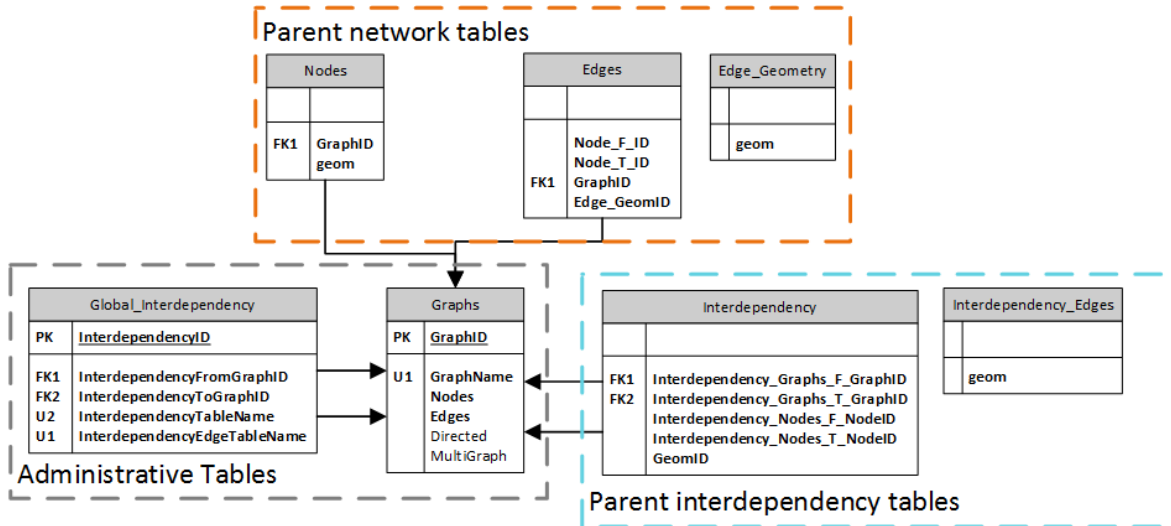 Parent network tables
Nodes
FK1 GraphID
geom
Edges
Node_F_ID
Node_T_ID
FK1 GraphID
Edge_GeomID
Edge_Geometry
geom
Global_Interdependency
PK InterdependencyID
FK1 InterdependencyFromGraphID
FK2 InterdependencyToGraphID
U2 InterdependencyTableName
U1 InterdependencyEdgeTableName
Administrative Tables
Graphs
PK GraphID
U1 GraphName
Nodes
Edges
Directed
MultiGraph
Interdependency
FK1 Interdependency_Graphs_F_GraphID
FK2 Interdependency_Graphs_T_GraphID
Interdependency_Nodes_F_NodeID
Interdependency_Nodes_T_NodeID
GeomID
Interdependency_Edges
geom
Parent interdependency tables